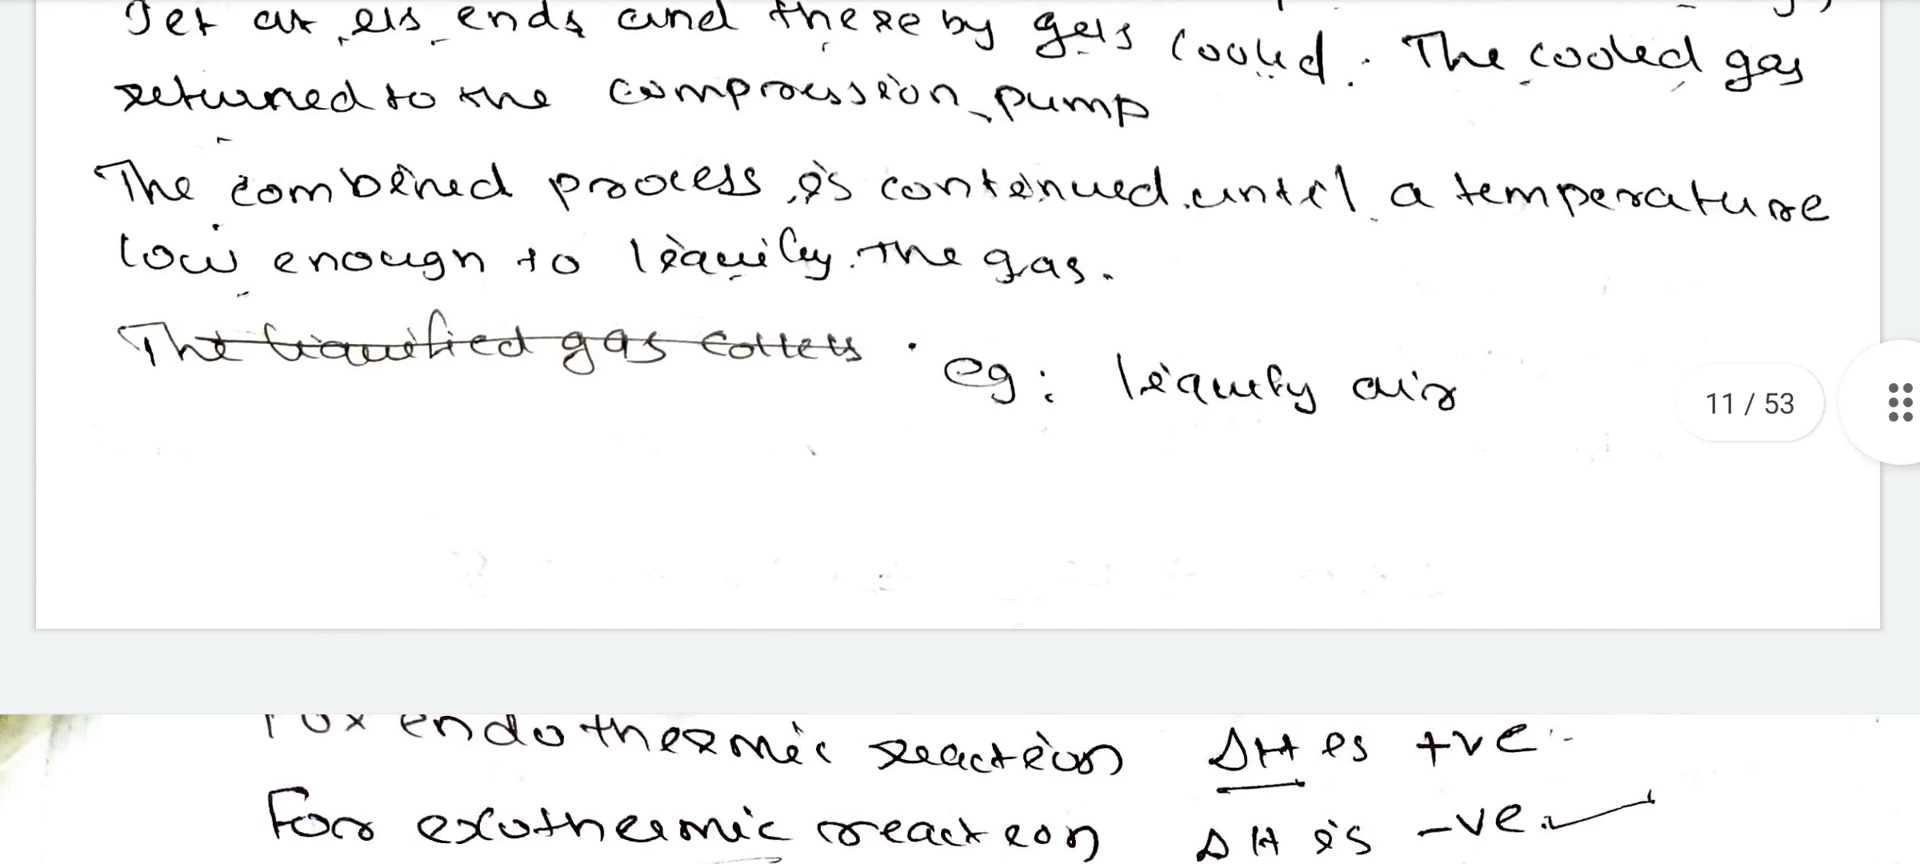 Jet at its ends and thereby gets cooled. The cooled gas
returned to the compression pump
The combined process is continued until a temperature
low enough to liquify the gas.
The liquified gas collets
eg: liquify air
11 / 53
For endothermic reaction ΔH is +ve
For exothermic reaction ΔH is -ve